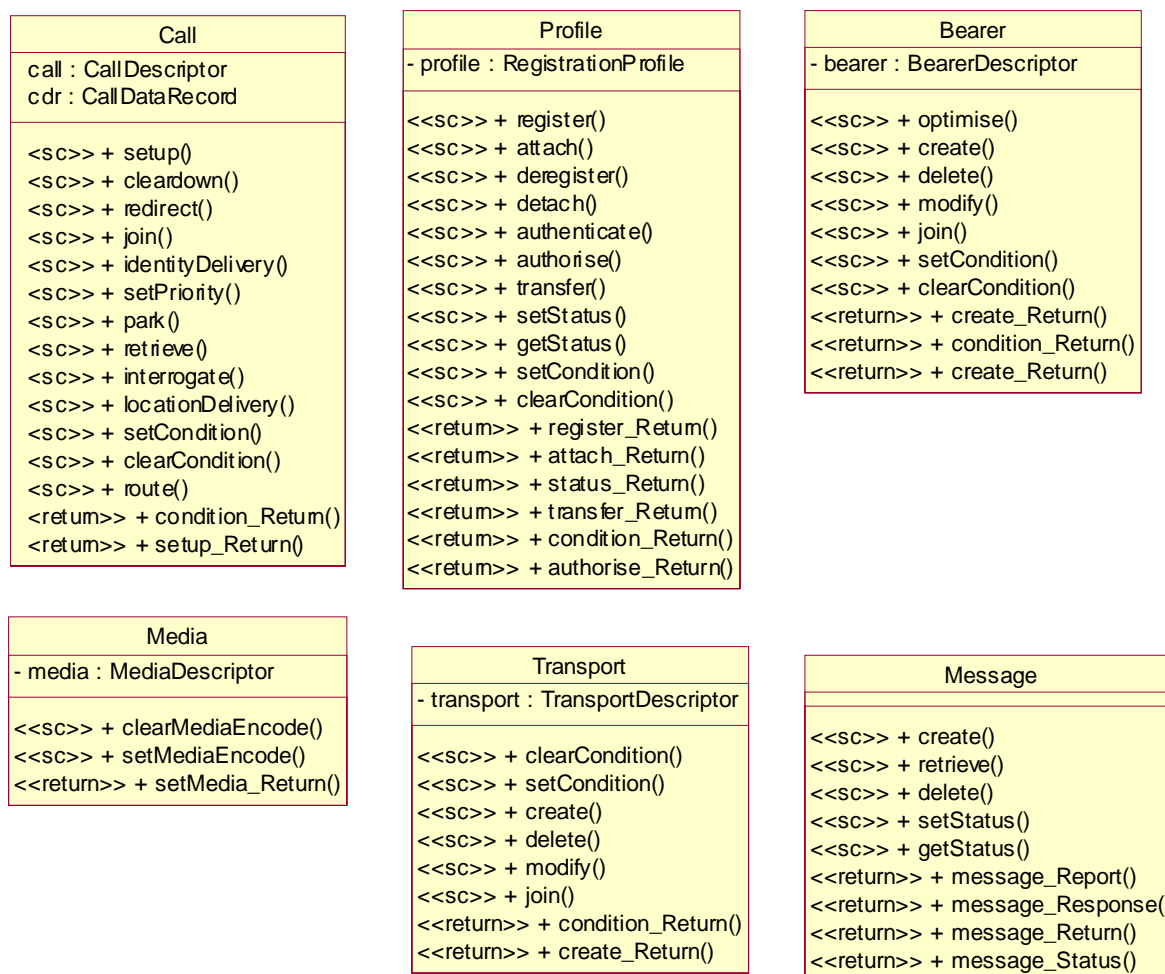 Call
call : CallDescriptor
cdr : CallDataRecord
<sc>> + setup()
<sc>> + cleardown()
<sc>> + redirect()
<sc>> + join()
<sc>> + identityDelivery()
<sc>> + setPriority()
<sc>> + park()
<sc>> + retrieve()
<sc>> + interrogate()
<sc>> + locationDelivery()
<sc>> + setCondition()
<sc>> + clearCondition()
<sc>> + route()
<return>> + condition_Return()
<return>> + setup_Return()
Profile
- profile : RegistrationProfile
<<sc>> + register()
<<sc>> + attach()
<<sc>> + deregister()
<<sc>> + detach()
<<sc>> + authenticate()
<<sc>> + authorise()
<<sc>> + transfer()
<<sc>> + setStatus()
<<sc>> + getStatus()
<<sc>> + setCondition()
<<sc>> + clearCondition()
<<return>> + register_Return()
<<return>> + attach_Return()
<<return>> + status_Return()
<<return>> + transfer_Return()
<<return>> + condition_Return()
<<return>> + authorise_Return()
Bearer
- bearer : BearerDescriptor
<<sc>> + optimise()
<<sc>> + create()
<<sc>> + delete()
<<sc>> + modify()
<<sc>> + join()
<<sc>> + setCondition()
<<sc>> + clearCondition()
<<return>> + create_Return()
<<return>> + condition_Return()
<<return>> + create_Return()
Media
- media : MediaDescriptor
<<sc>> + clearMediaEncode()
<<sc>> + setMediaEncode()
<<return>> + setMedia_Return()
Transport
- transport : TransportDescriptor
<<sc>> + clearCondition()
<<sc>> + setCondition()
<<sc>> + create()
<<sc>> + delete()
<<sc>> + modify()
<<sc>> + join()
<<return>> + condition_Return()
<<return>> + create_Return()
Message
<<sc>> + create()
<<sc>> + retrieve()
<<sc>> + delete()
<<sc>> + setStatus()
<<sc>> + getStatus()
<<return>> + message_Report()
<<return>> + message_Response(
<<return>> + message_Return()
<<return>> + message_Status()